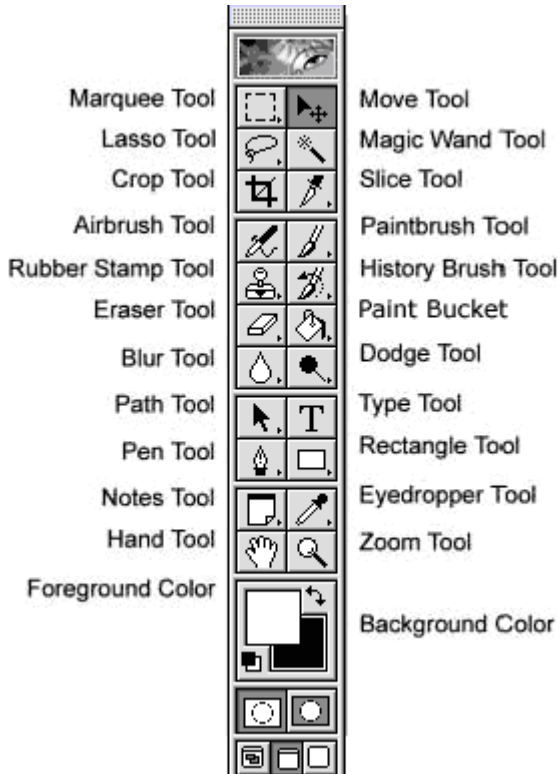 Marquee Tool
Move Tool
Lasso Tool
Magic Wand Tool
Crop Tool
Slice Tool
Airbrush Tool
Paintbrush Tool
Rubber Stamp Tool
History Brush Tool
Eraser Tool
Paint Bucket
Blur Tool
Dodge Tool
Path Tool
T
Type Tool
Pen Tool
Rectangle Tool
Notes Tool
Eyedropper Tool
Hand Tool
Zoom Tool
Foreground Color
Background Color